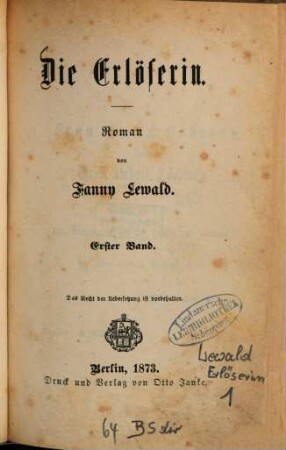 Die Erlöserin.
Roman
von
Fanny Lewald.
Erster Band.
Das Recht der Uebersetzung ist vorbehalten.
LEIHBIBLIOTHEK
Berlin, 1873.
Druck und Verlag von Otto Janke.
Lewald
Erlöserin
1
64 BS